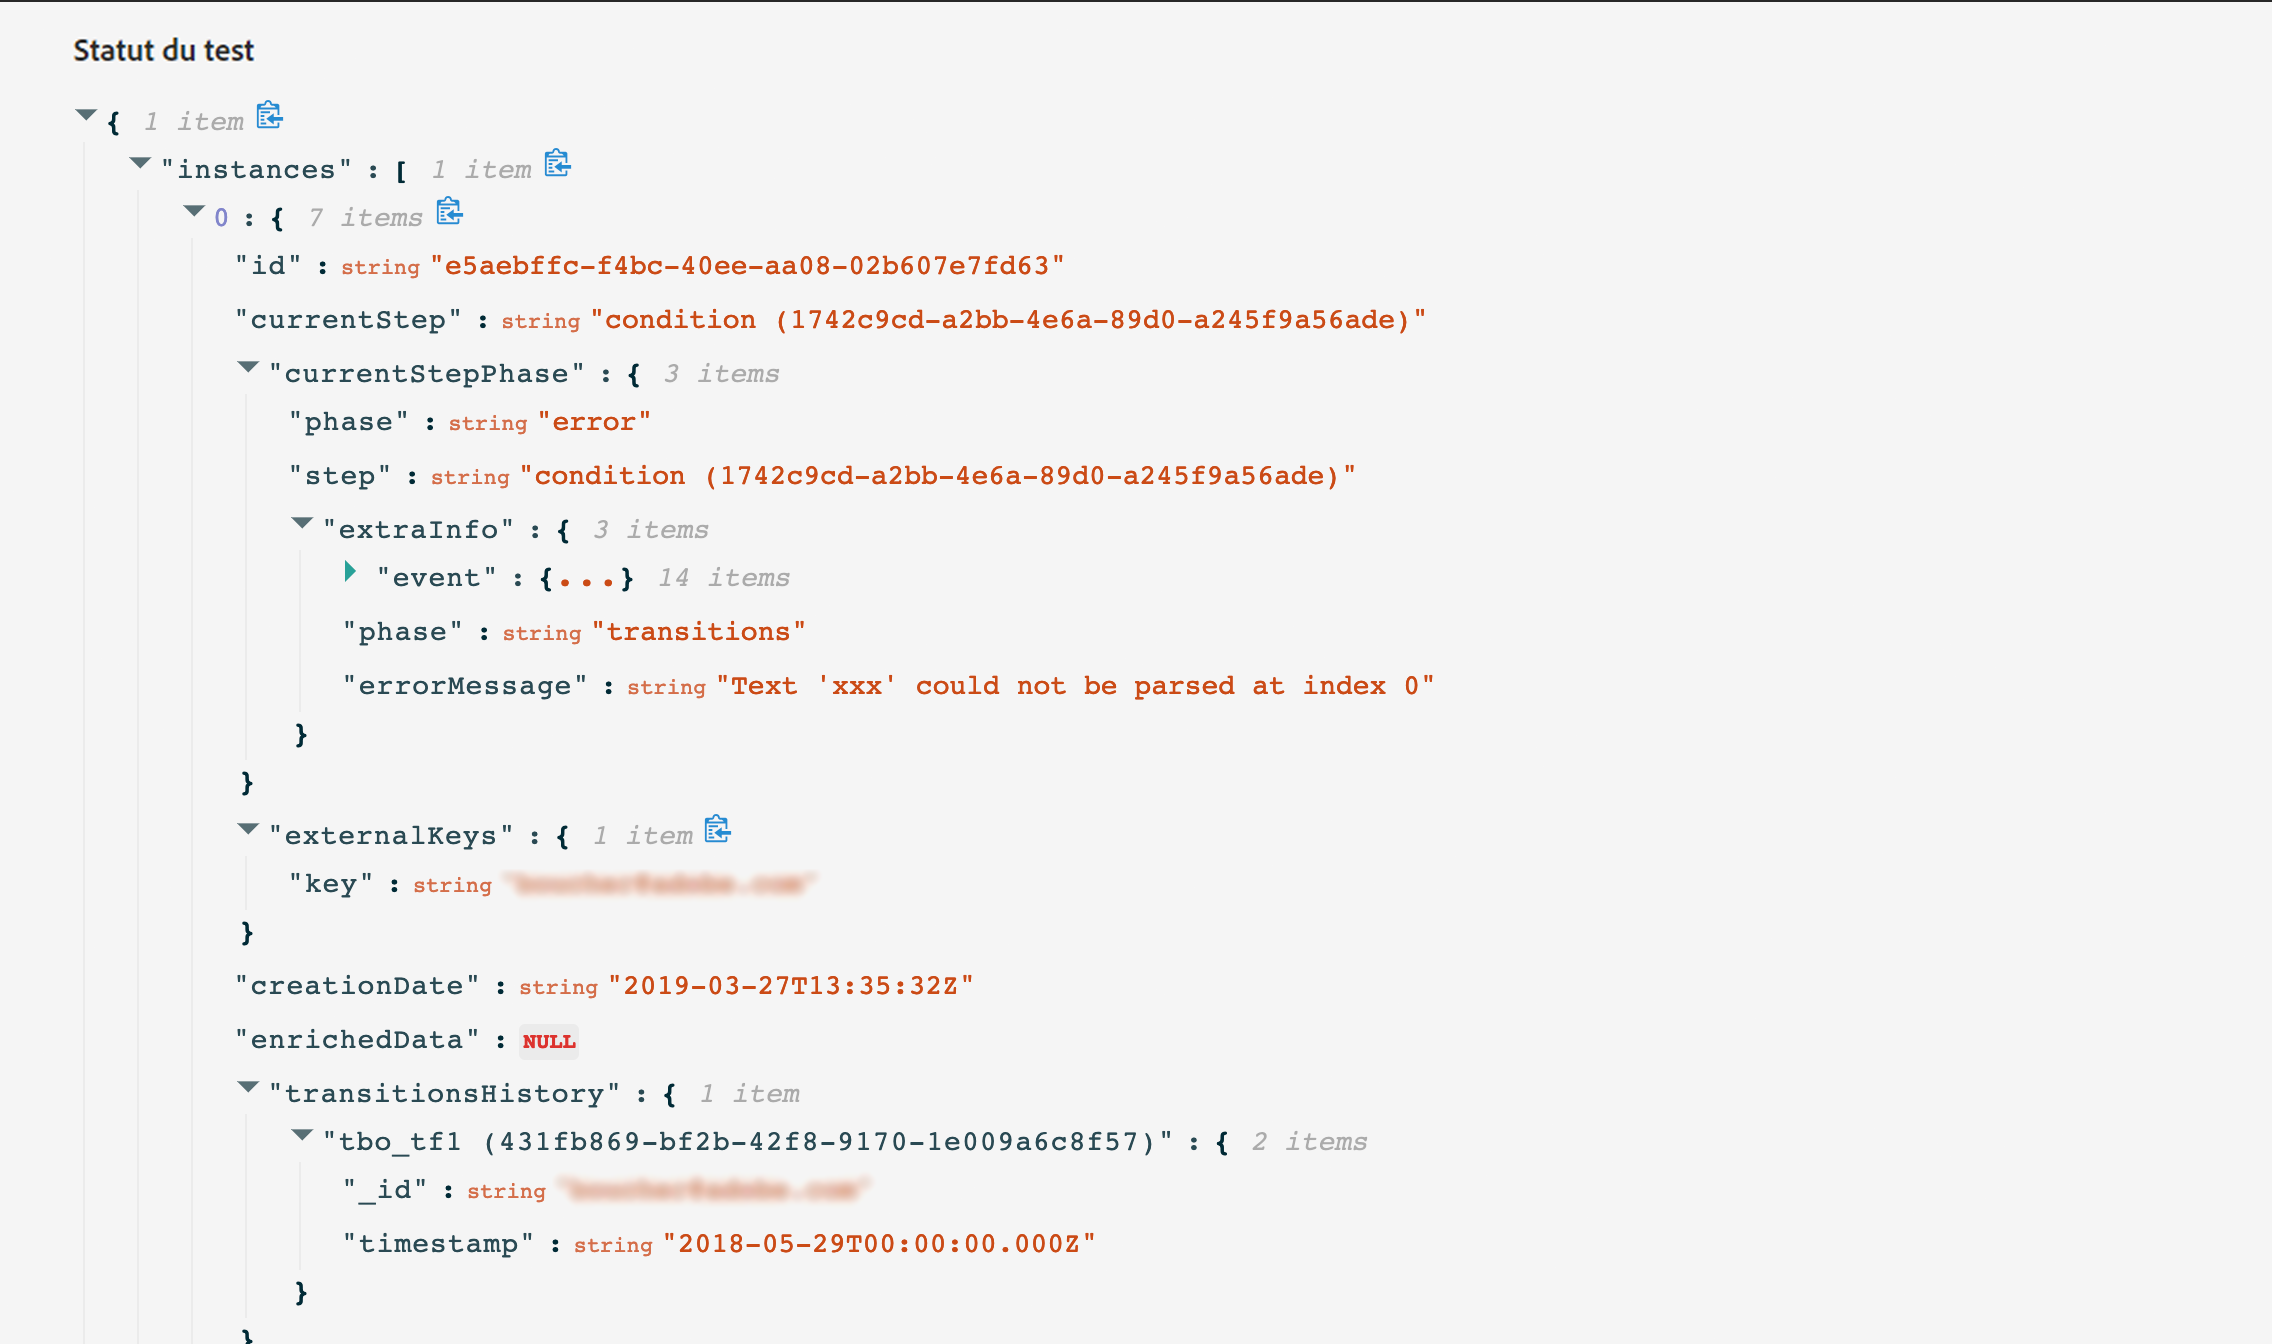 Statut du test
{ 1 item
"instances" : [ 1 item
0 : { 7 items
"id" : string "e5aebffc-f4bc-40ee-aa08-02b607e7fd63"
"currentStep" : string "condition (1742c9cd-a2bb-4e6a-89d0-a245f9a56ade)"
"currentStepPhase" : { 3 items
"phase" : string "error"
"step" : string "condition (1742c9cd-a2bb-4e6a-89d0-a245f9a56ade)"
"extraInfo" : { 3 items
"event" : {...} 14 items
"phase" : string "transitions"
"errorMessage" : string "Text 'xxx' could not be parsed at index 0"
}
}
"externalKeys" : { 1 item
"key" : string
}
"creationDate" : string "2019-03-27T13:35:32Z"
"enrichedData" : NULL
"transitionsHistory" : { 1 item
"tbo_tf1 (431fb869-bf2b-42f8-9170-1e009a6c8f57)" : { 2 items
"_id" : string
"timestamp" : string "2018-05-29T00:00:00.000Z"
}
}